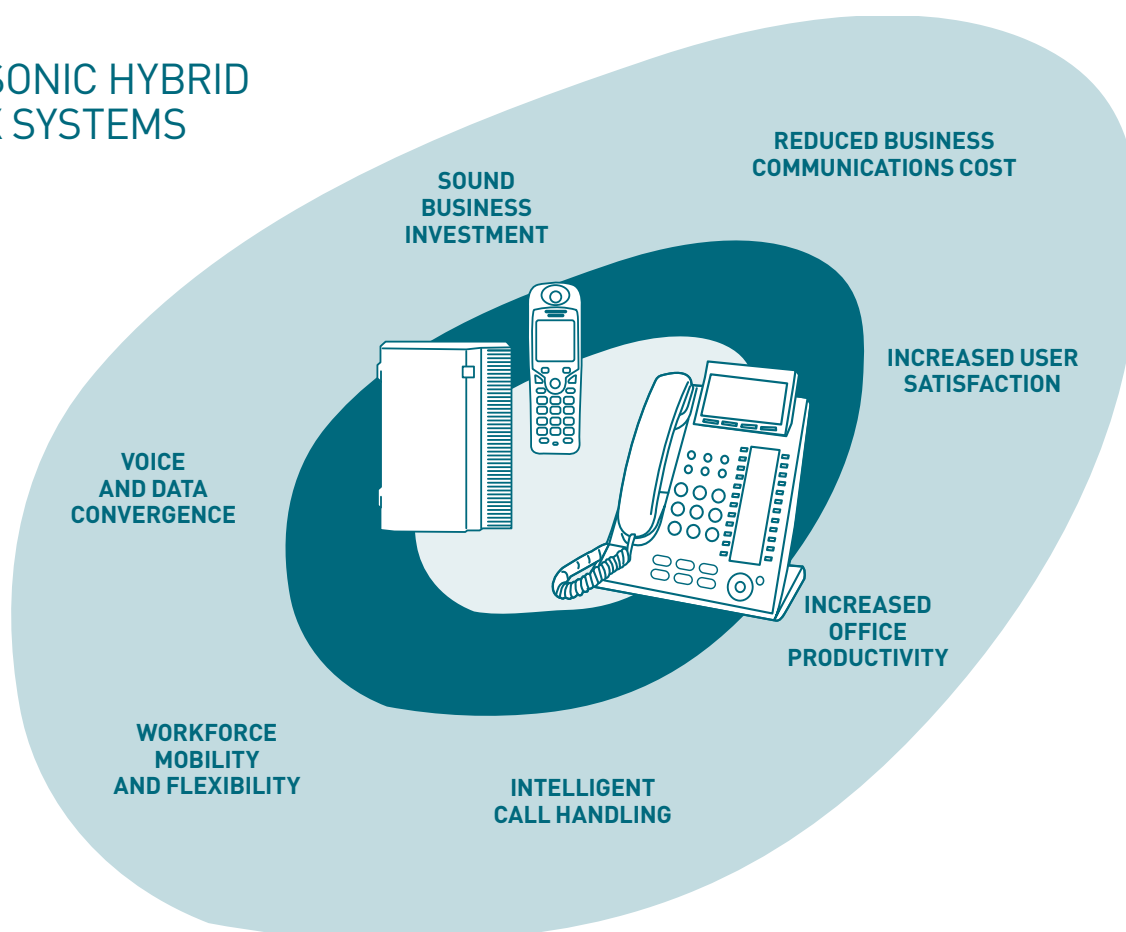 SONIC HYBRID
SYSTEMS
REDUCED BUSINESS
COMMUNICATIONS COST
SOUND
BUSINESS
INVESTMENT
INCREASED USER
SATISFACTION
VOICE
AND DATA
CONVERGENCE
INCREASED
OFFICE
PRODUCTIVITY
WORKFORCE
MOBILITY
AND FLEXIBILITY
INTELLIGENT
CALL HANDLING